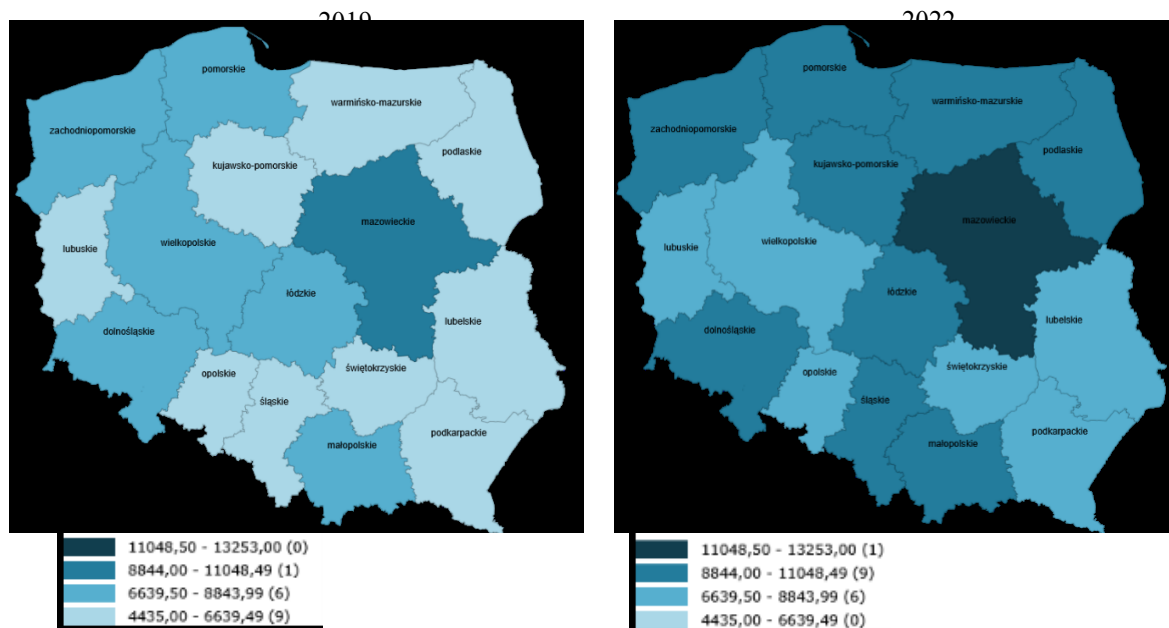 2019
pomorskie
warmińsko-mazurskie
zachodniopomorskie
podlaskie
kujawsko-pomorskie
mazowieckie
lubuskie
wielkopolskie
łódzkie
lubelskie
dolnośląskie
świętokrzyskie
opolskie
śląskie
podkarpackie
małopolskie
11048,50 - 13253,00 (0)
8844,00 - 11048,49 (1)
6639,50 - 8843,99 (6)
4435,00 - 6639,49 (9)
2022
pomorskie
warmińsko-mazurskie
zachodniopomorskie
podlaskie
kujawsko-pomorskie
mazowieckie
lubuskie
wielkopolskie
łódzkie
lubelskie
dolnośląskie
świętokrzyskie
opolskie
śląskie
podkarpackie
małopolskie
11048,50 - 13253,00 (1)
8844,00 - 11048,49 (9)
6639,50 - 8843,99 (6)
4435,00 - 6639,49 (0)